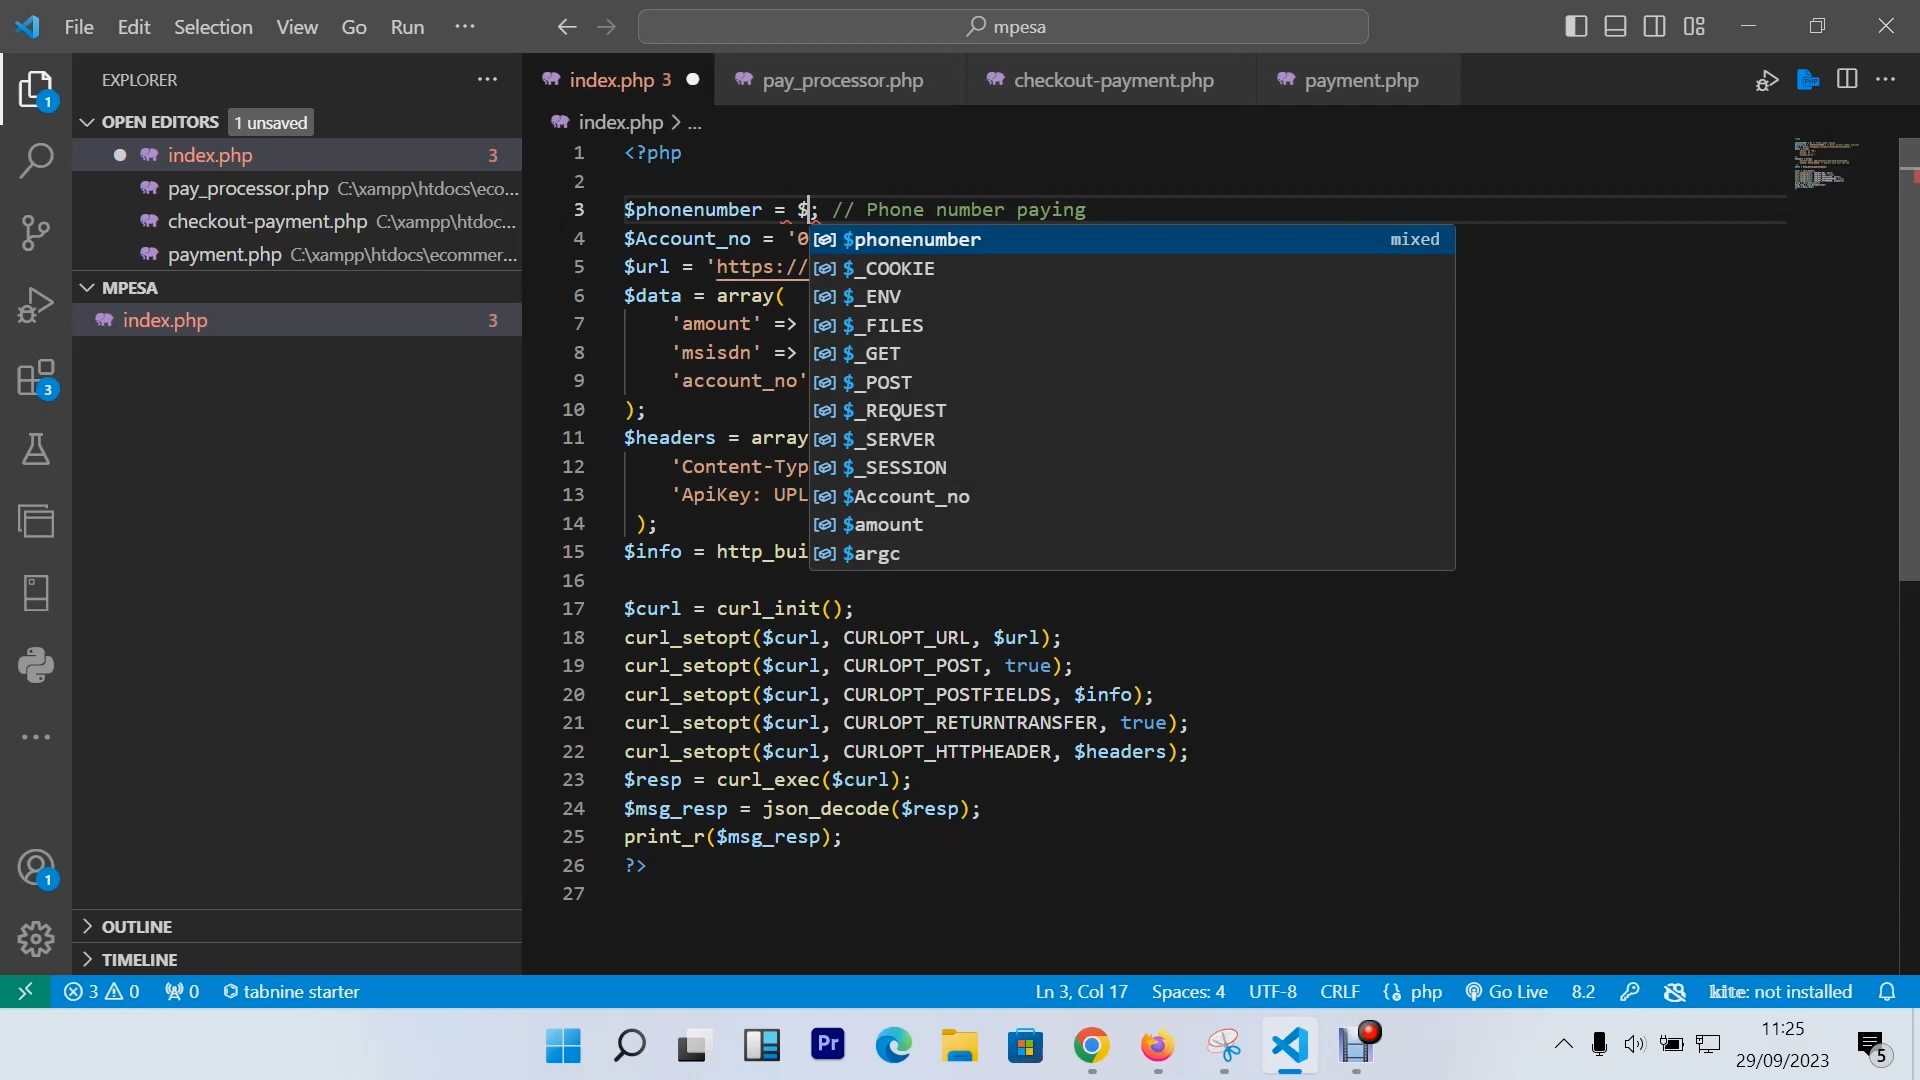 File Edit Selection View Go Run ···
mpesa
EXPLORER
OPEN EDITORS 1 unsaved
index.php 3
pay_processor.php C:\xampp\htdocs\eco...
checkout-payment.php C:\xampp\htdoc...
payment.php C:\xampp\htdocs\ecommer...
MPESA
index.php 3
OUTLINE
TIMELINE
1
3
1
index.php 3 pay_processor.php checkout-payment.php payment.php
index.php > ...
1 <?php
2
3 $phonenumber = $; // Phone number paying
4 $Account_no = '0
5 $url = 'https://
6 $data = array(
7 'amount' =>
8 'msisdn' =>
9 'account_no'
10 );
11 $headers = array
12 'Content-Typ
13 'ApiKey: UPL
14 );
15 $info = http_bui
16
17 $curl = curl_init();
18 curl_setopt($curl, CURLOPT_URL, $url);
19 curl_setopt($curl, CURLOPT_POST, true);
20 curl_setopt($curl, CURLOPT_POSTFIELDS, $info);
21 curl_setopt($curl, CURLOPT_RETURNTRANSFER, true);
22 curl_setopt($curl, CURLOPT_HTTPHEADER, $headers);
23 $resp = curl_exec($curl);
24 $msg_resp = json_decode($resp);
25 print_r($msg_resp);
26 ?>
27
$phonenumber mixed
$_COOKIE
$_ENV
$_FILES
$_GET
$_POST
$_REQUEST
$_SERVER
$_SESSION
$Account_no
$amount
$argc
3 0 0 tabnine starter Ln 3, Col 17 Spaces: 4 UTF-8 CRLF php Go Live 8.2 kite: not installed
Pr
11:25
29/09/2023
5